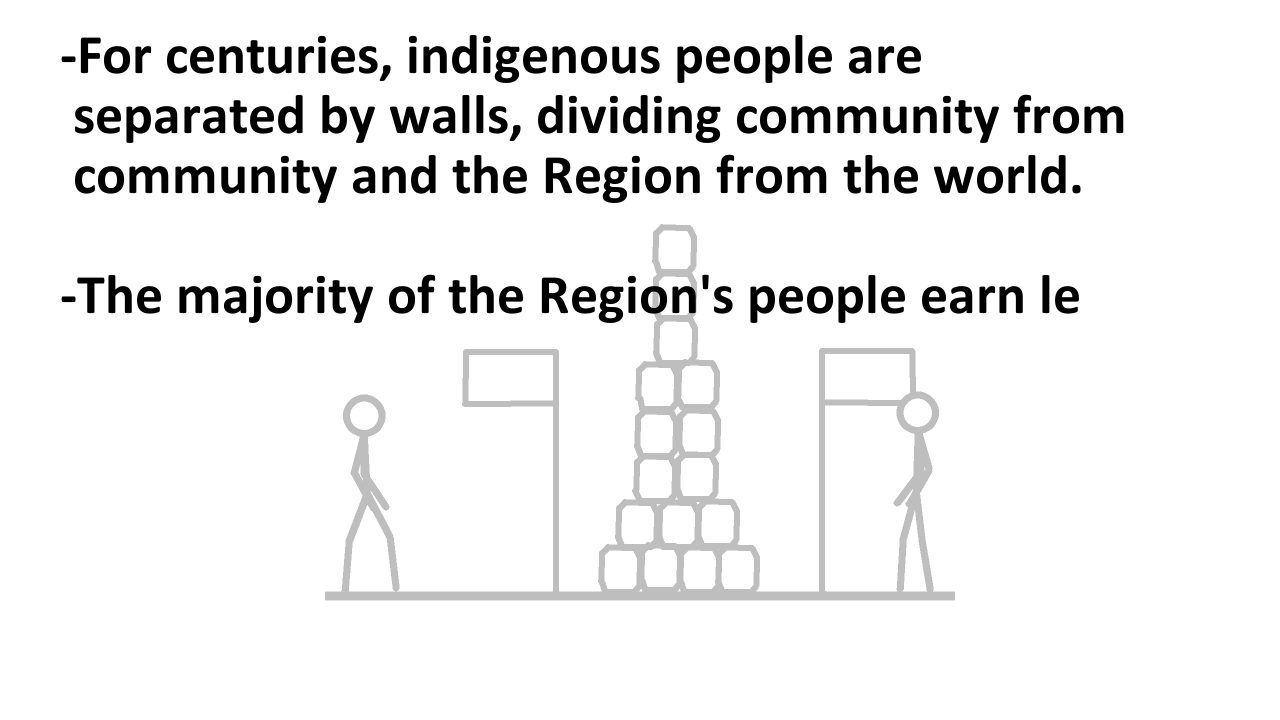 -For centuries, indigenous people are
separated by walls, dividing community from
community and the Region from the world.
-The majority of the Region's people earn le